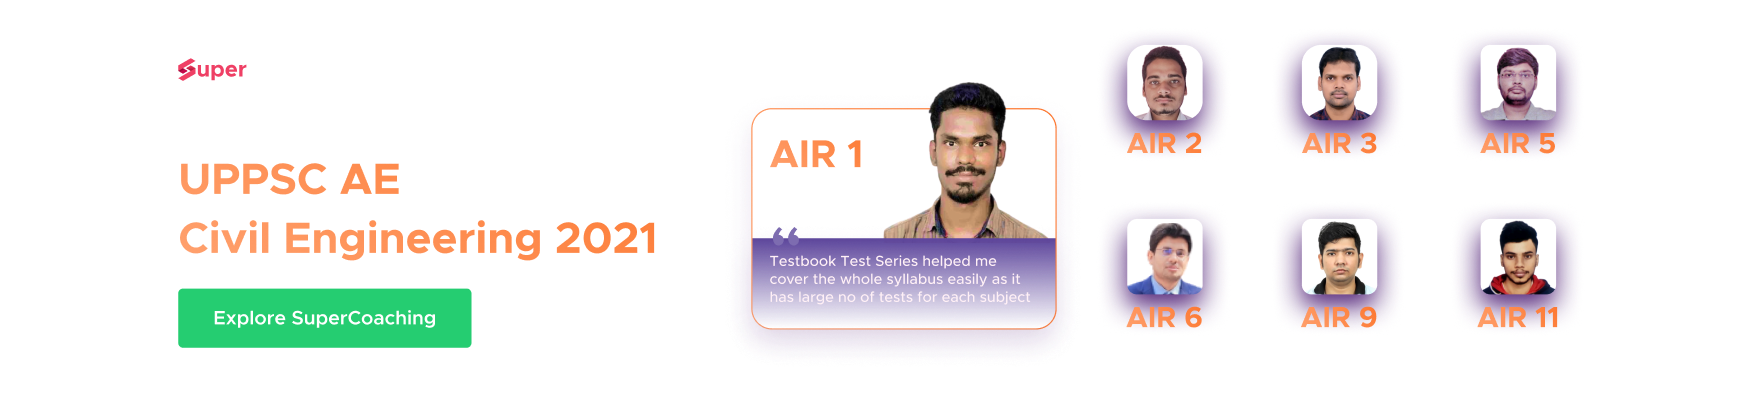 Super
UPPSC AE
Civil Engineering 2021
Explore SuperCoaching
AIR 1
“
Testbook Test Series helped me
cover the whole syllabus easily as it
has large no of tests for each subject
AIR 2
AIR 3
AIR 5
AIR 6
AIR 9
AIR 11